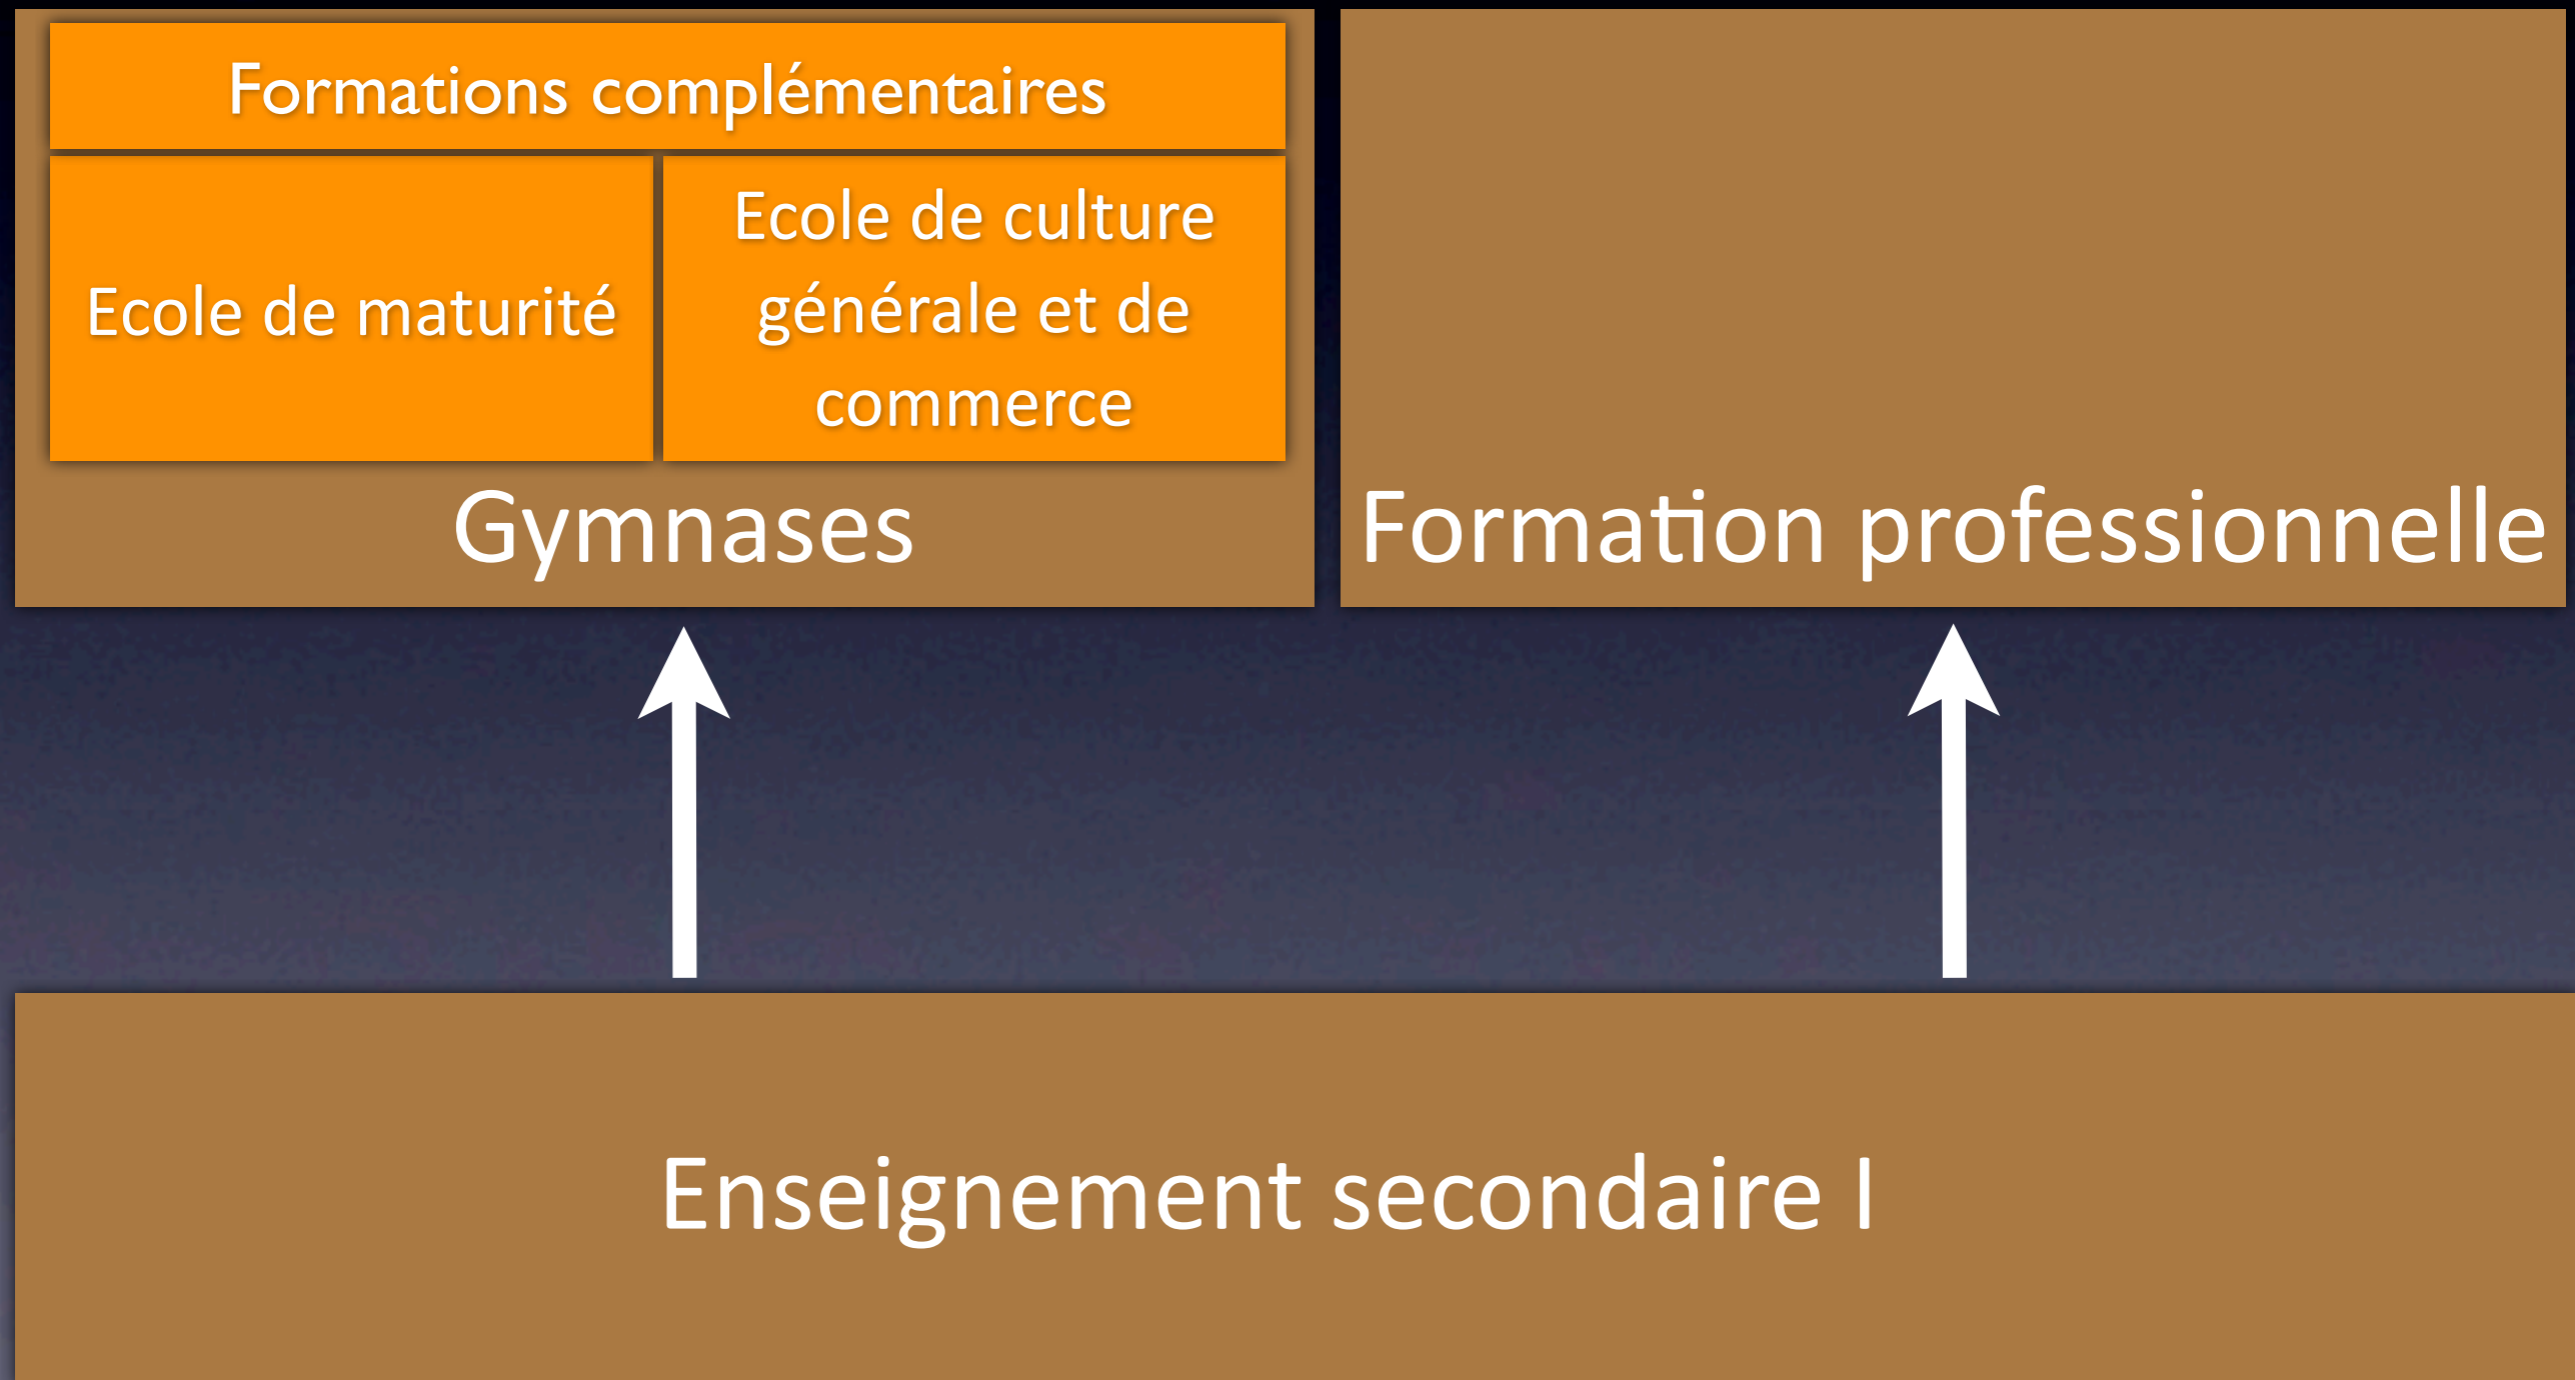 Formations complémentaires
Ecole de maturité
Ecole de culture
générale et de
commerce
Gymnases
Formation professionnelle
Enseignement secondaire I